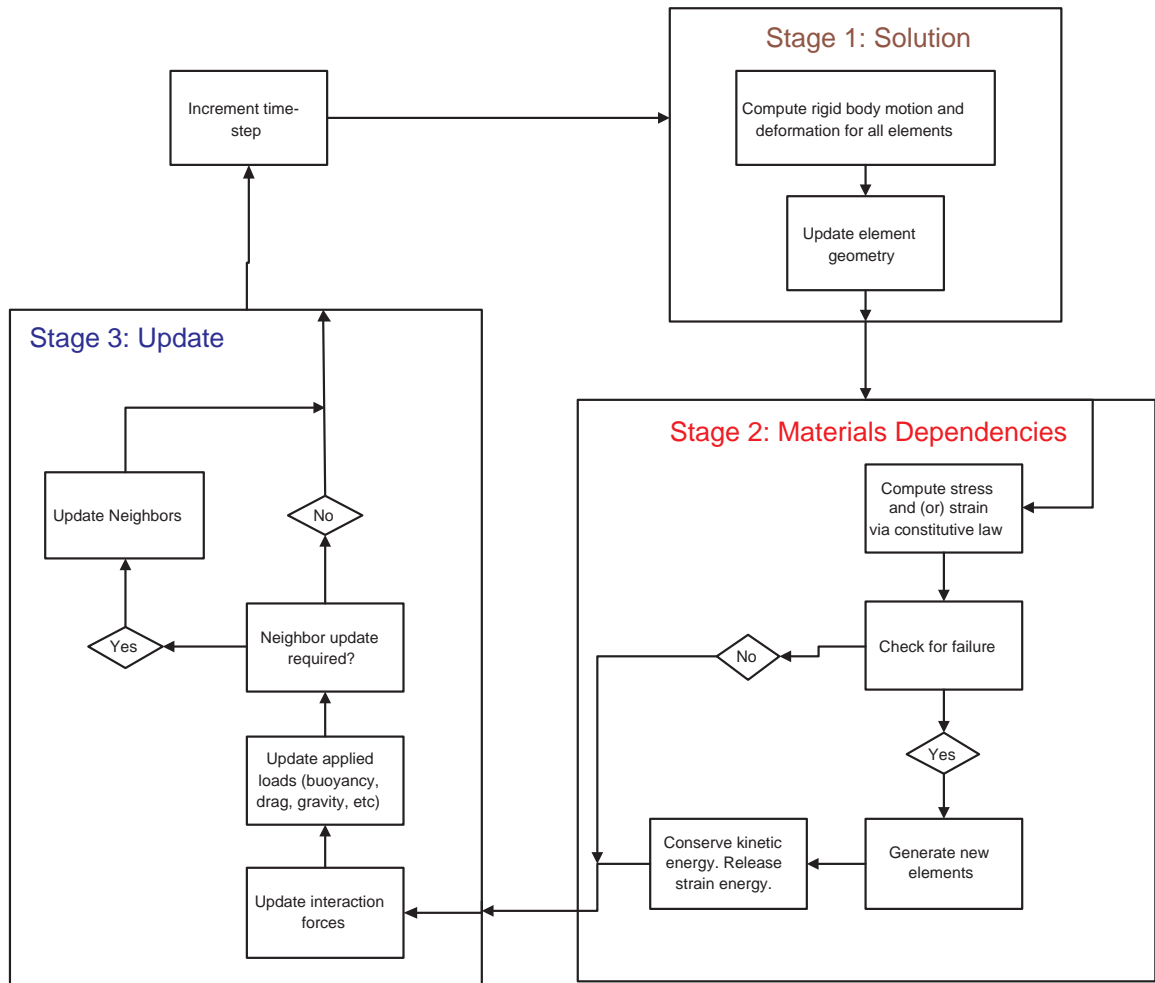 Stage 1: Solution
Increment time-
step
Compute rigid body motion and
deformation for all elements
Update element
geometry
Stage 3: Update
Stage 2: Materials Dependencies
Compute stress
and (or) strain
via constitutive law
Update Neighbors
No
Check for failure
No
Neighbor update
required?
Yes
Yes
Update applied
loads (buoyancy,
drag, gravity, etc)
Generate new
elements
Conserve kinetic
energy. Release
strain energy.
Update interaction
forces